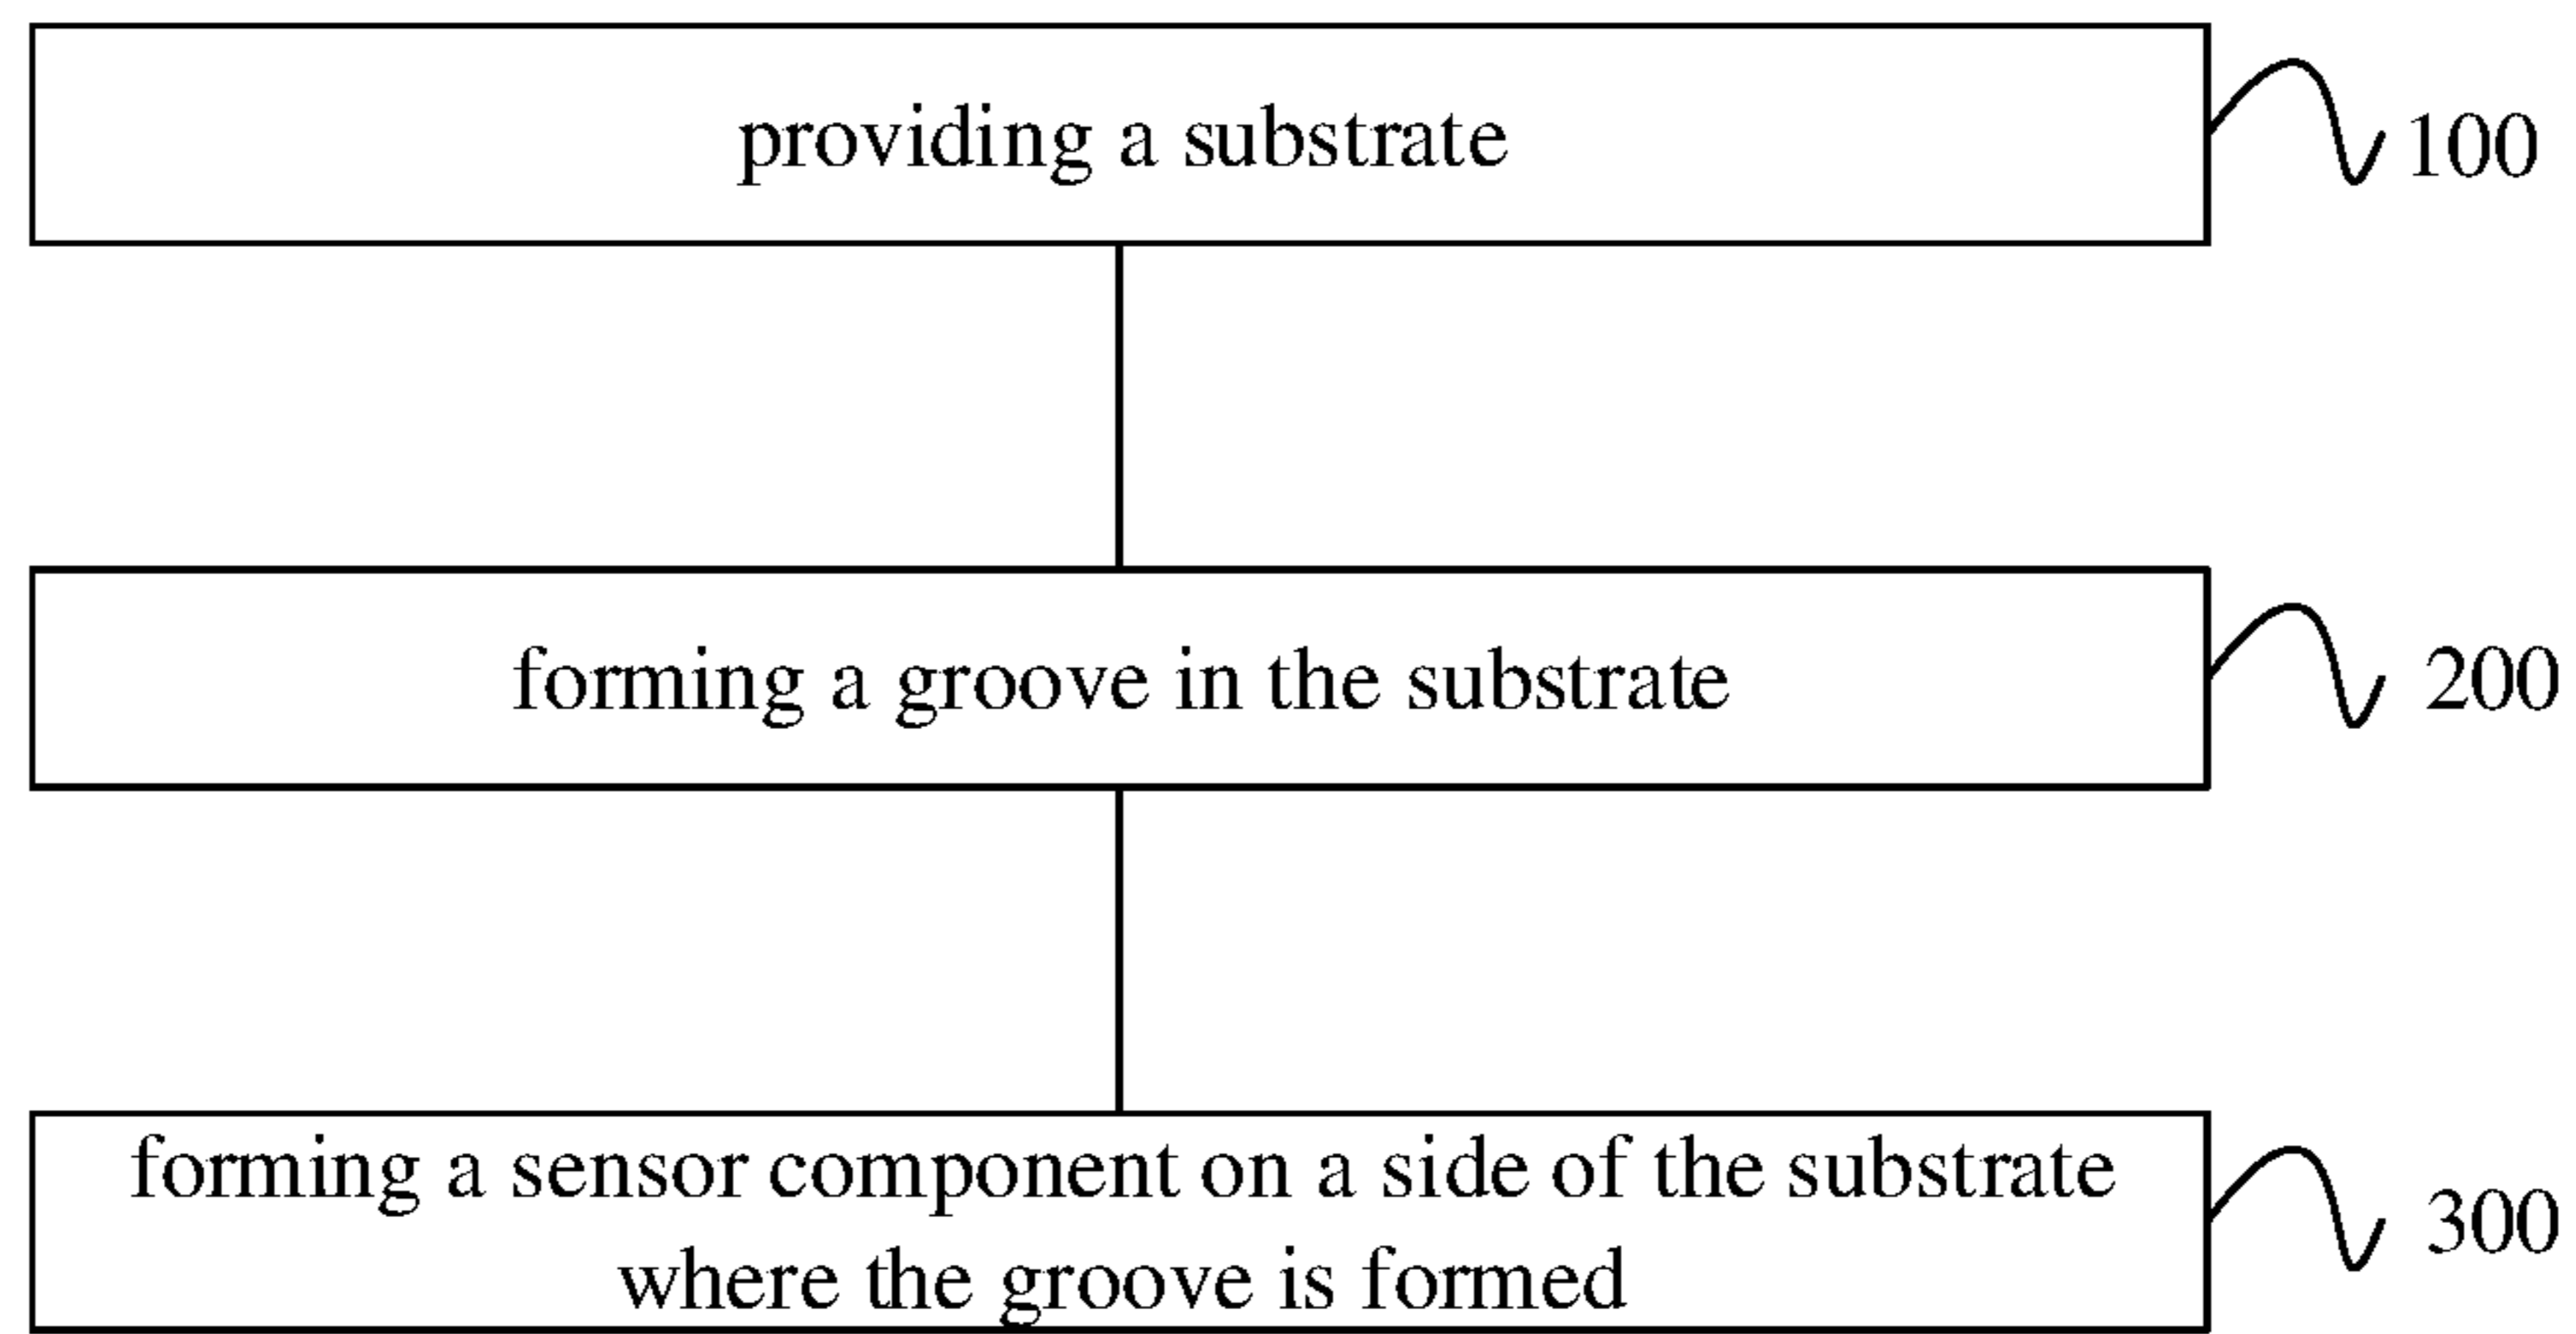 providing a substrate
100
forming a groove in the substrate
200
forming a sensor component on a side of the substrate
where the groove is formed
300